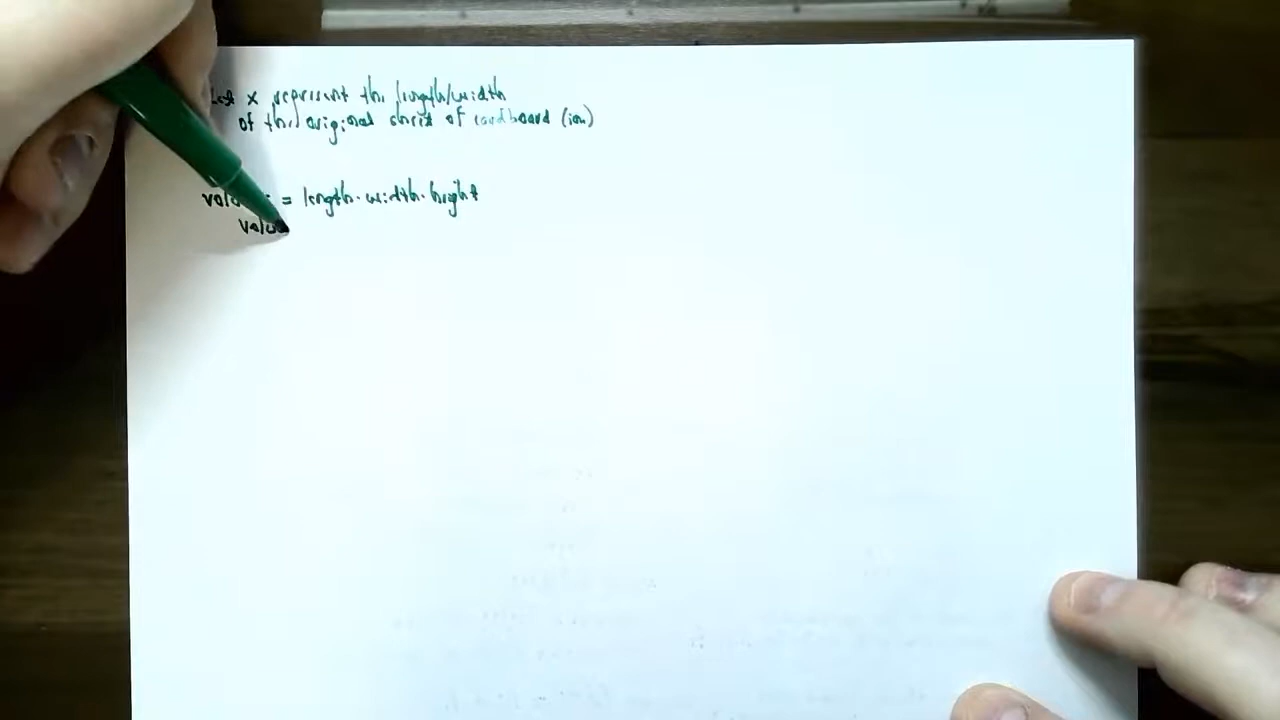 Let x represent the length/width
of the original sheet of cardboard (in)
= length · width · height